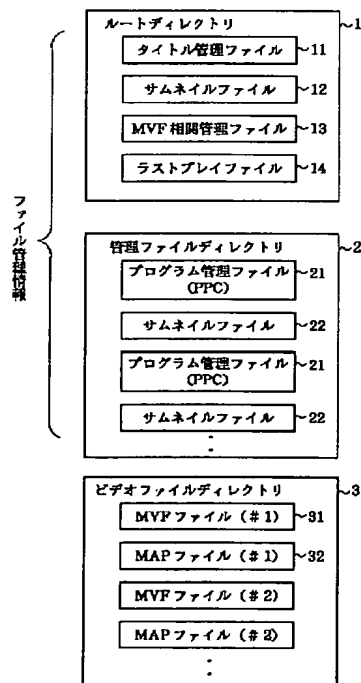 ルートディレクトリ
1
タイトル管理ファイル
11
サムネイルファイル
12
MVF相関管理ファイル
13
ラストプレイファイル
14
ファイル管理情報
管理ファイルディレクトリ
2
プログラム管理ファイル
(PPC)
21
サムネイルファイル
22
プログラム管理ファイル
(PPC)
21
サムネイルファイル
22
ビデオファイルディレクトリ
3
MVFファイル (#1)
31
MAPファイル (#1)
32
MVFファイル (#2)
MAPファイル (#2)